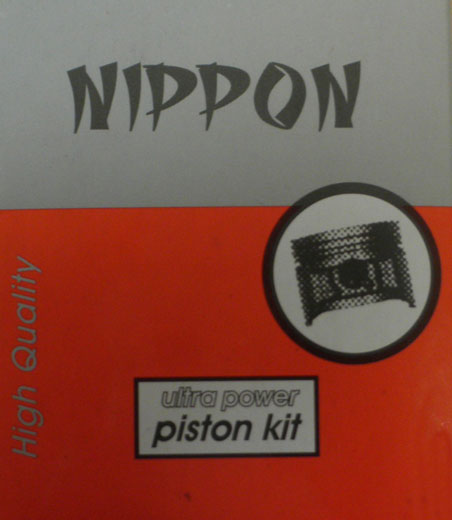 NIPPON
High Quality
ultra power
piston kit